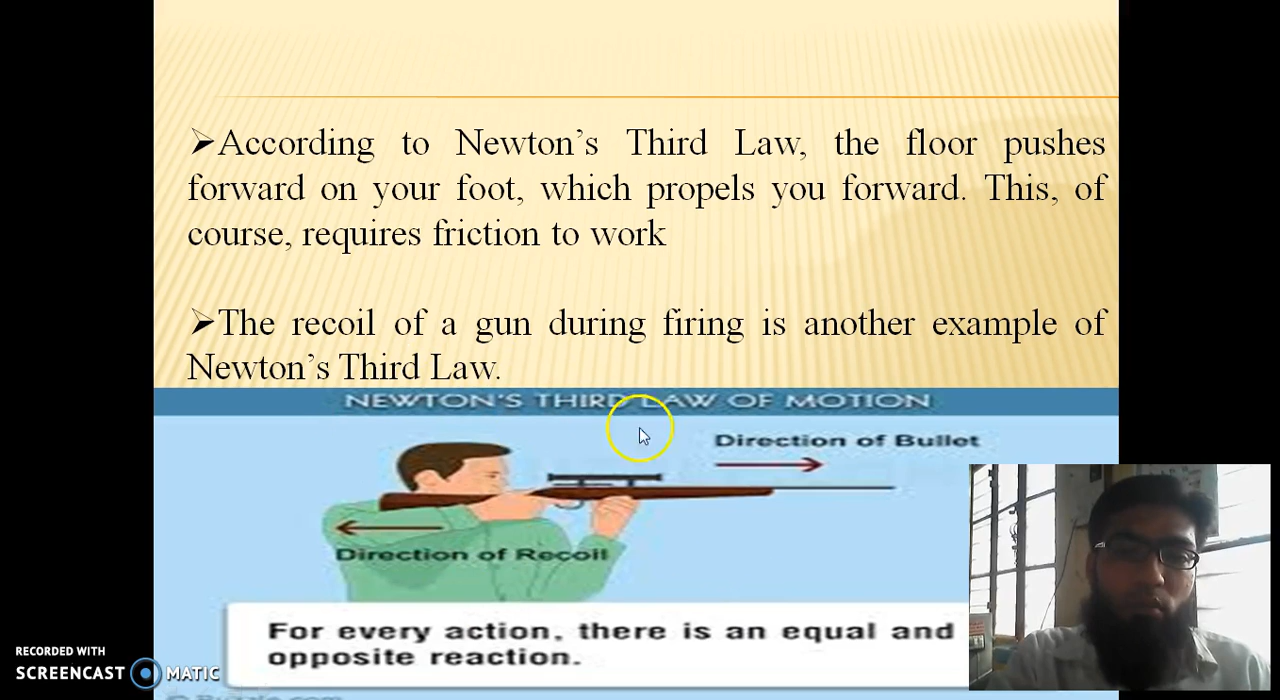 ➢According to Newton’s Third Law, the floor pushes
forward on your foot, which propels you forward. This, of
course, requires friction to work
➢The recoil of a gun during firing is another example of
Newton’s Third Law.
NEWTON'S THIRD LAW OF MOTION
Direction of Bullet
Direction of Recoil
For every action, there is an equal and
opposite reaction.
RECORDED WITH
SCREENCAST MATIC